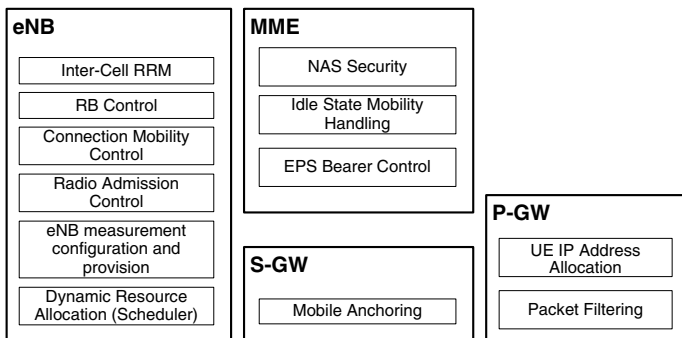 eNB
Inter-Cell RRM
RB Control
Connection Mobility
Control
Radio Admission
Control
eNB measurement
configuration and
provision
Dynamic Resource
Allocation (Scheduler)
MME
NAS Security
Idle State Mobility
Handling
EPS Bearer Control
S-GW
Mobile Anchoring
P-GW
UE IP Address
Allocation
Packet Filtering